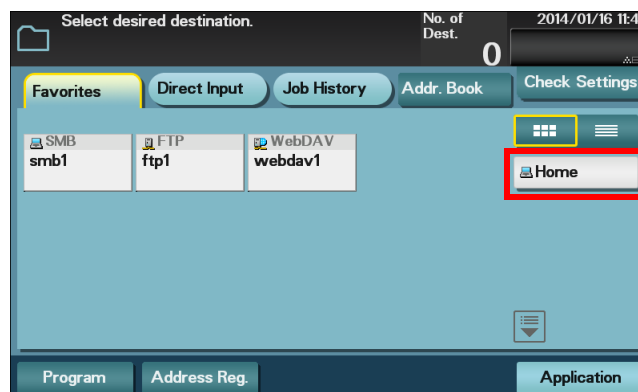 Select desired destination.
No. of
Dest.
0
2014/01/16 11:4
Favorites
Direct Input
Job History
Addr. Book
Check Settings
SMB
smb1
FTP
ftp1
WebDAV
webdav1
Home
Program
Address Reg.
Application